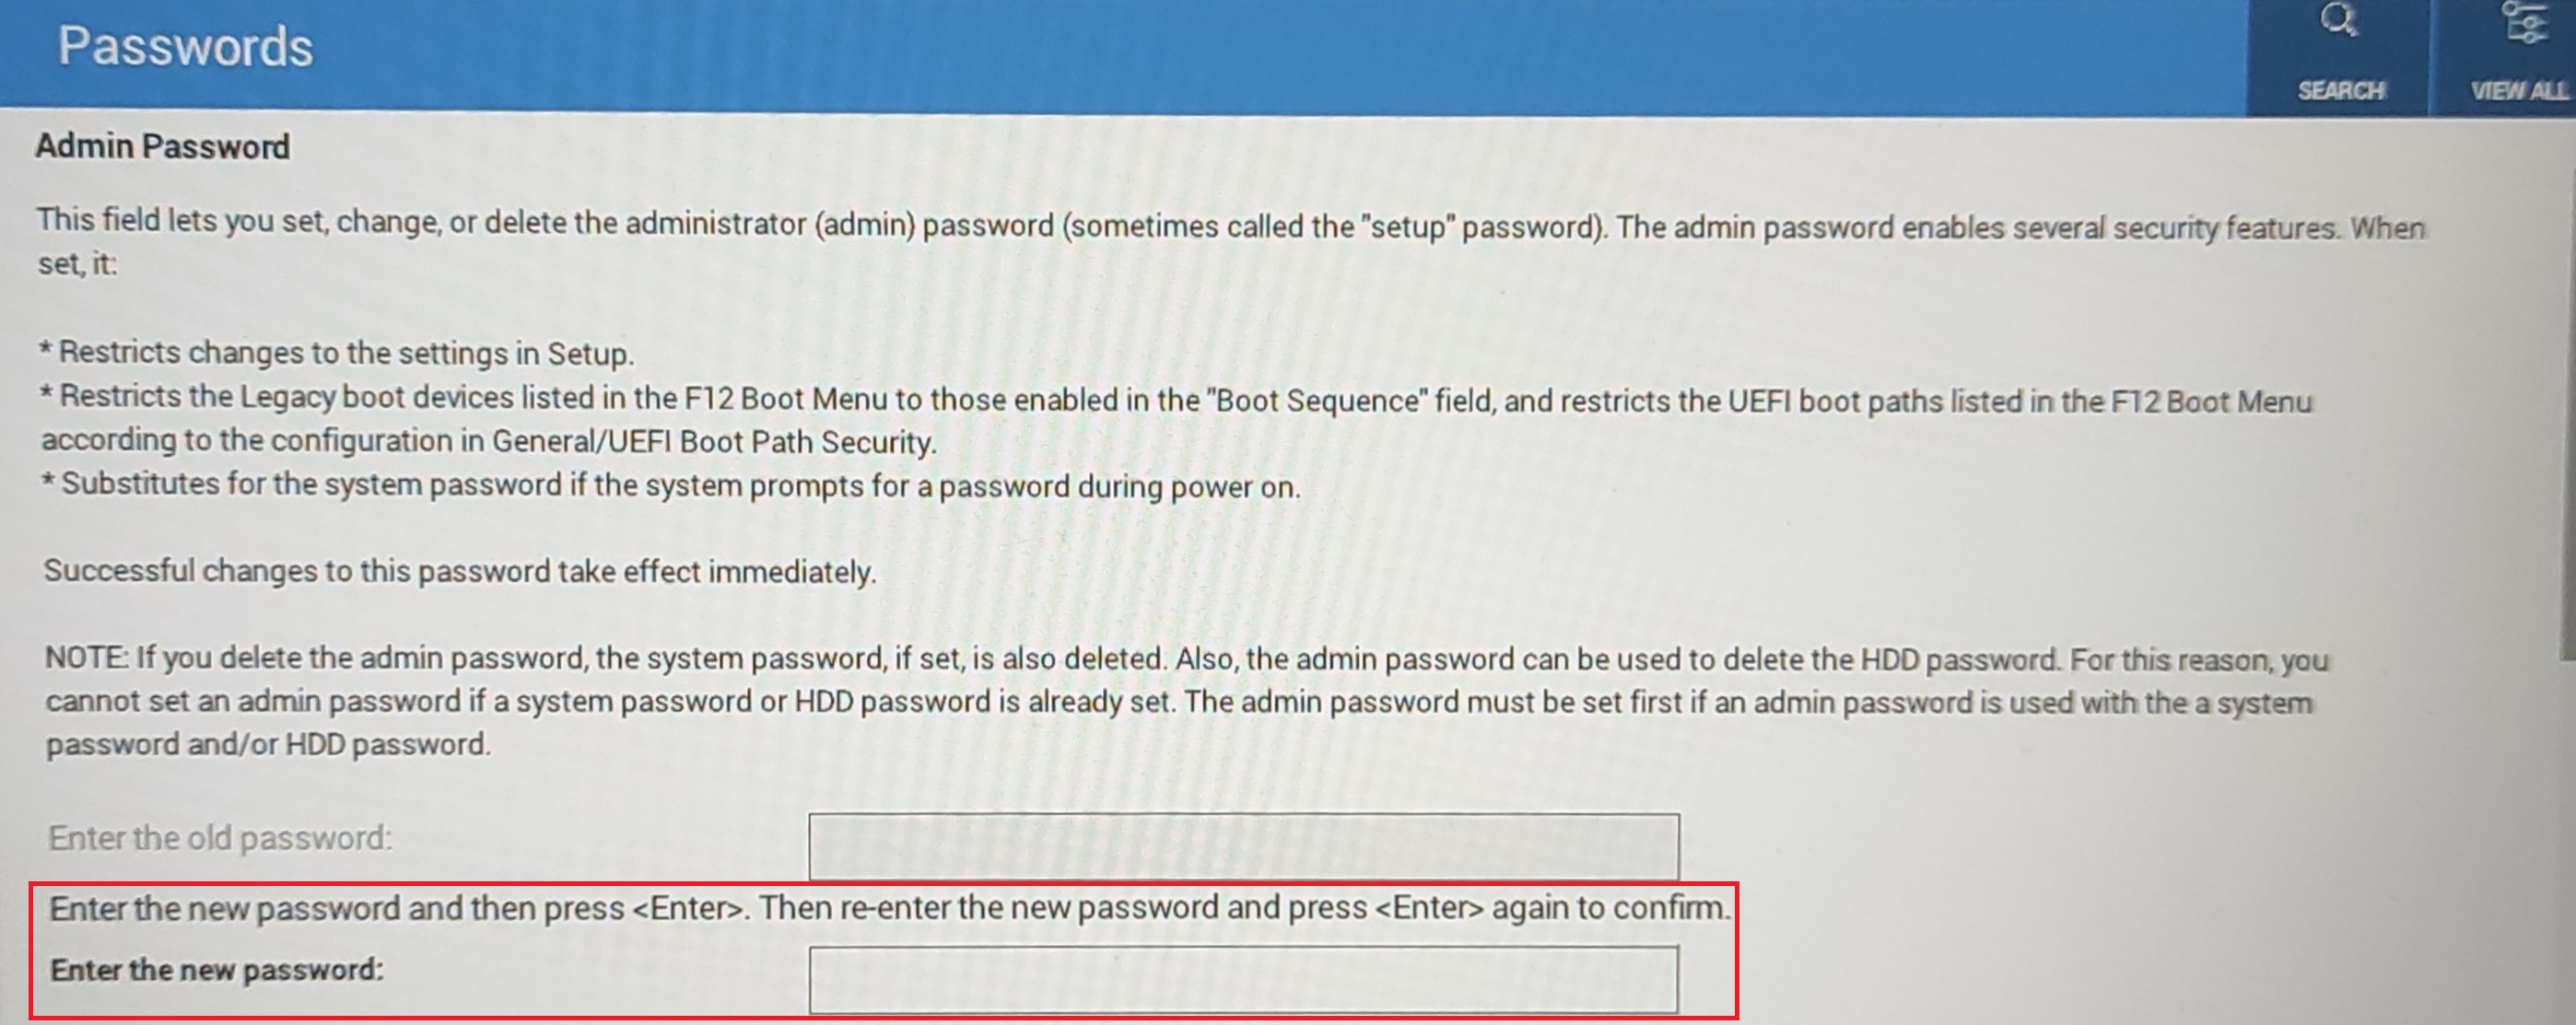 Passwords
SEARCH
VIEW ALL
Admin Password
This field lets you set, change, or delete the administrator (admin) password (sometimes called the "setup" password). The admin password enables several security features. When
set, it:
* Restricts changes to the settings in Setup.
* Restricts the Legacy boot devices listed in the F12 Boot Menu to those enabled in the "Boot Sequence" field, and restricts the UEFI boot paths listed in the F12 Boot Menu
according to the configuration in General/UEFI Boot Path Security.
* Substitutes for the system password if the system prompts for a password during power on.
Successful changes to this password take effect immediately.
NOTE: If you delete the admin password, the system password, if set, is also deleted. Also, the admin password can be used to delete the HDD password. For this reason, you
cannot set an admin password if a system password or HDD password is already set. The admin password must be set first if an admin password is used with the a system
password and/or HDD password.
Enter the old password:
Enter the new password and then press <Enter>. Then re-enter the new password and press <Enter> again to confirm.
Enter the new password: